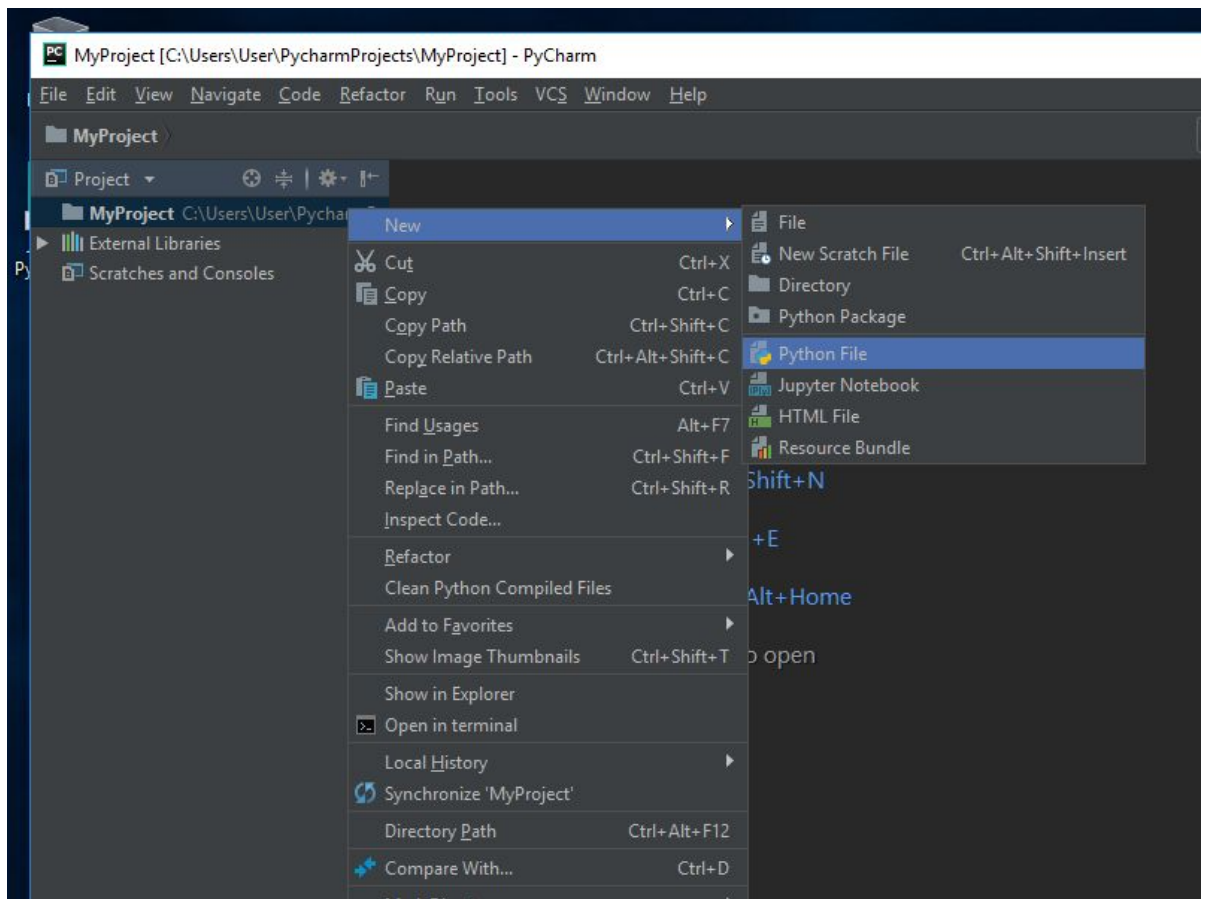 PC MyProject [C:\Users\User\PycharmProjects\MyProject] - PyCharm
File Edit View Navigate Code Refactor Run Tools VCS Window Help
MyProject
Project
MyProject C:\Users\User\Pychar
External Libraries
Scratches and Consoles
Py
New
Cut Ctrl+X
Copy Ctrl+C
Copy Path Ctrl+Shift+C
Copy Relative Path Ctrl+Alt+Shift+C
Paste Ctrl+V
Find Usages Alt+F7
Find in Path... Ctrl+Shift+F
Replace in Path... Ctrl+Shift+R
Inspect Code...
Refactor
Clean Python Compiled Files
Add to Favorites
Show Image Thumbnails Ctrl+Shift+T
Show in Explorer
Open in terminal
Local History
Synchronize 'MyProject'
Directory Path Ctrl+Alt+F12
Compare With... Ctrl+D
File
New Scratch File Ctrl+Alt+Shift+Insert
Directory
Python Package
Python File
Jupyter Notebook
HTML File
Resource Bundle
Shift+N
+E
Alt+Home
o open